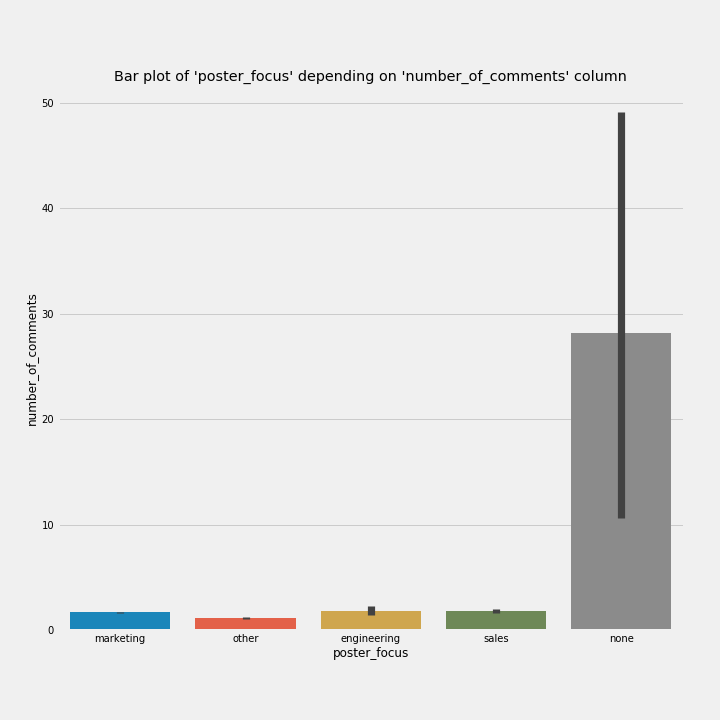 Bar plot of 'poster_focus' depending on 'number_of_comments' column
50
40
30
20
10
0
number_of_comments
marketing other engineering sales none
poster_focus